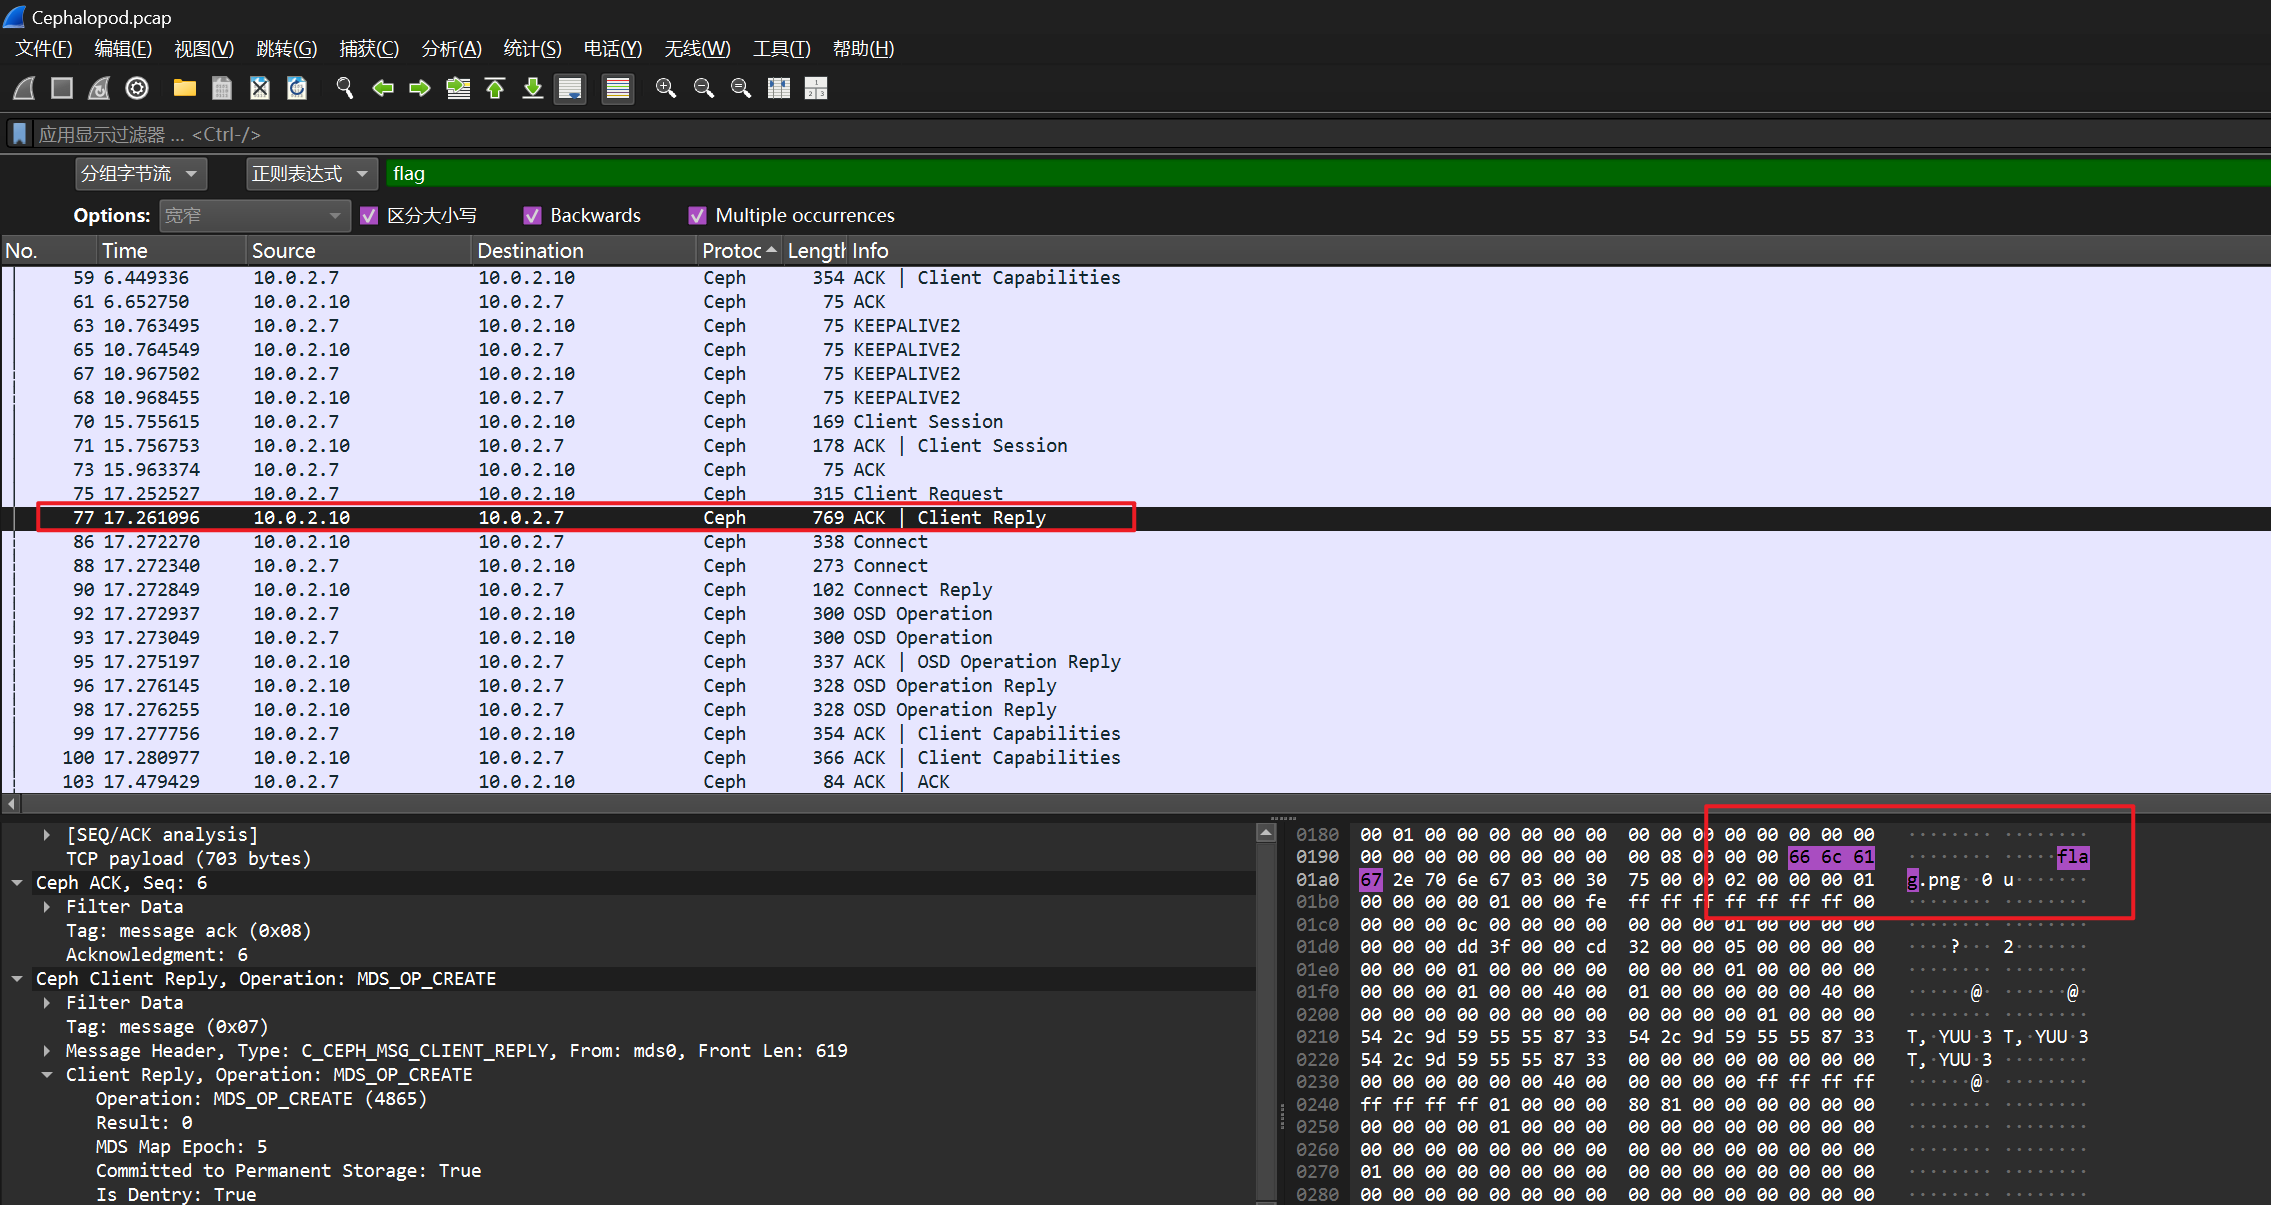 Cephalopod.pcap
文件(F) 编辑(E) 视图(V) 跳转(G) 捕获(C) 分析(A) 统计(S) 电话(Y) 无线(W) 工具(T) 帮助(H)
应用显示过滤器 … <Ctrl-/>
分组字节流 正则表达式 flag
Options: 宽窄 区分大小写 Backwards Multiple occurrences
No. Time Source Destination Protoc Length Info
59 6.449336 10.0.2.7 10.0.2.10 Ceph 354 ACK | Client Capabilities
61 6.652750 10.0.2.10 10.0.2.7 Ceph 75 ACK
63 10.763495 10.0.2.7 10.0.2.10 Ceph 75 KEEPALIVE2
65 10.764549 10.0.2.10 10.0.2.7 Ceph 75 KEEPALIVE2
67 10.967502 10.0.2.7 10.0.2.10 Ceph 75 KEEPALIVE2
68 10.968455 10.0.2.10 10.0.2.7 Ceph 75 KEEPALIVE2
70 15.755615 10.0.2.7 10.0.2.10 Ceph 169 Client Session
71 15.756753 10.0.2.10 10.0.2.7 Ceph 178 ACK | Client Session
73 15.963374 10.0.2.7 10.0.2.10 Ceph 75 ACK
75 17.252527 10.0.2.7 10.0.2.10 Ceph 315 Client Request
77 17.261096 10.0.2.10 10.0.2.7 Ceph 769 ACK | Client Reply
86 17.272270 10.0.2.10 10.0.2.7 Ceph 338 Connect
88 17.272340 10.0.2.7 10.0.2.10 Ceph 273 Connect
90 17.272849 10.0.2.10 10.0.2.7 Ceph 102 Connect Reply
92 17.272937 10.0.2.7 10.0.2.10 Ceph 300 OSD Operation
93 17.273049 10.0.2.7 10.0.2.10 Ceph 300 OSD Operation
95 17.275197 10.0.2.10 10.0.2.7 Ceph 337 ACK | OSD Operation Reply
96 17.276145 10.0.2.10 10.0.2.7 Ceph 328 OSD Operation Reply
98 17.276255 10.0.2.10 10.0.2.7 Ceph 328 OSD Operation Reply
99 17.277756 10.0.2.7 10.0.2.10 Ceph 354 ACK | Client Capabilities
100 17.280977 10.0.2.10 10.0.2.7 Ceph 366 ACK | Client Capabilities
103 17.479429 10.0.2.7 10.0.2.10 Ceph 84 ACK | ACK
[SEQ/ACK analysis]
TCP payload (703 bytes)
Ceph ACK, Seq: 6
Filter Data
Tag: message ack (0x08)
Acknowledgment: 6
Ceph Client Reply, Operation: MDS_OP_CREATE
Filter Data
Tag: message (0x07)
Message Header, Type: C_CEPH_MSG_CLIENT_REPLY, From: mds0, Front Len: 619
Client Reply, Operation: MDS_OP_CREATE
Operation: MDS_OP_CREATE (4865)
Result: 0
MDS Map Epoch: 5
Committed to Permanent Storage: True
Is Dentry: True
0180 00 01 00 00 00 00 00 00 00 00 00 00 00 00 00 00 ········ ········
0190 00 00 00 00 00 00 00 00 00 08 00 00 00 66 6c 61 ········ ·····fla
01a0 67 2e 70 6e 67 03 00 30 75 00 00 02 00 00 00 01 g.png··0 u·······
01b0 00 00 00 00 01 00 00 fe ff ff ff ff ff ff ff 00 ········ ········
01c0 00 00 00 0c 00 00 00 00 00 00 00 01 00 00 00 00 ········ ········
01d0 00 00 00 dd 3f 00 00 cd 32 00 00 05 00 00 00 00 ····?··· 2·······
01e0 00 00 00 01 00 00 00 00 00 00 00 01 00 00 00 00 ········ ········
01f0 00 00 00 01 00 00 40 00 01 00 00 00 00 00 40 00 ······@· ······@·
0200 00 00 00 00 00 00 00 00 00 00 00 00 01 00 00 00 ········ ········
0210 54 2c 9d 59 55 55 87 33 54 2c 9d 59 55 55 87 33 T,·YUU·3 T,·YUU·3
0220 54 2c 9d 59 55 55 87 33 00 00 00 00 00 00 00 00 T,·YUU·3 ········
0230 00 00 00 00 00 00 40 00 00 00 00 00 ff ff ff ff ······@· ········
0240 ff ff ff ff 01 00 00 00 80 81 00 00 00 00 00 00 ········ ········
0250 00 00 00 00 01 00 00 00 00 00 00 00 00 00 00 00 ········ ········
0260 00 00 00 00 00 00 00 00 00 00 00 00 00 00 00 00 ········ ········
0270 01 00 00 00 00 00 00 00 00 00 00 00 00 00 00 00 ········ ········
0280 00 00 00 00 00 00 00 00 00 00 00 00 00 00 00 00 ········ ········